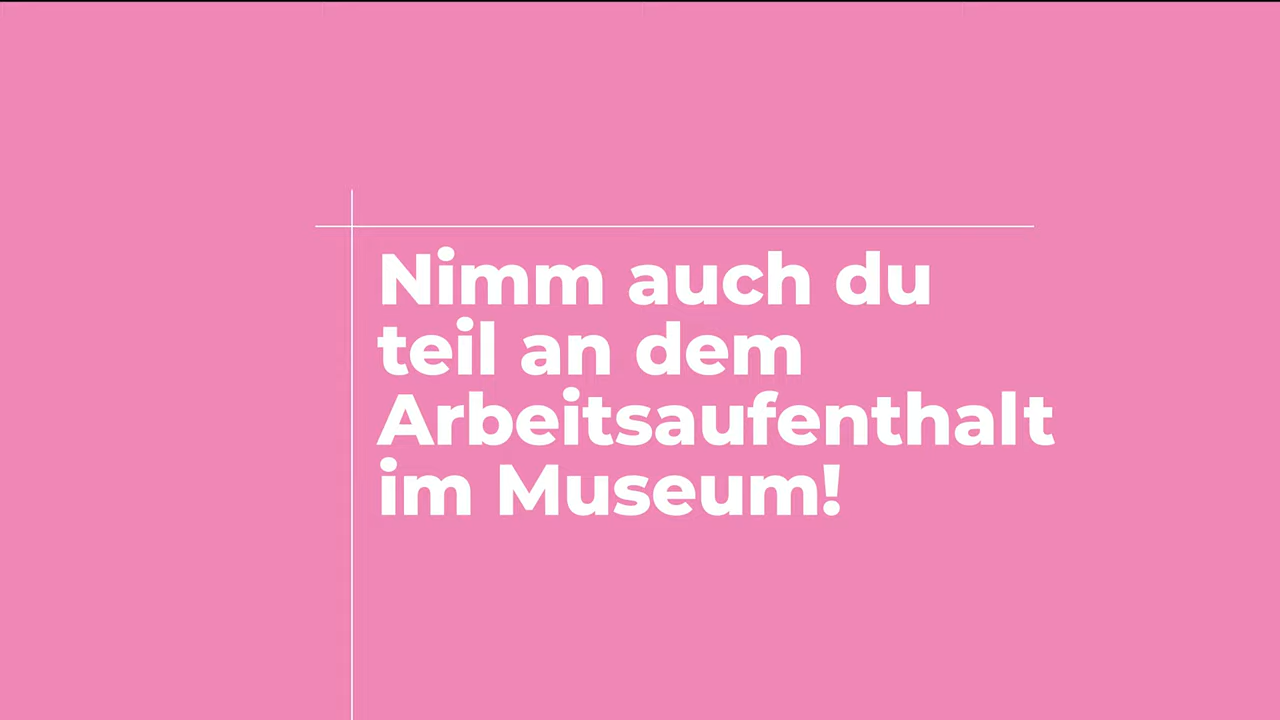 Nimm auch du
teil an dem
Arbeitsaufenthalt
im Museum!